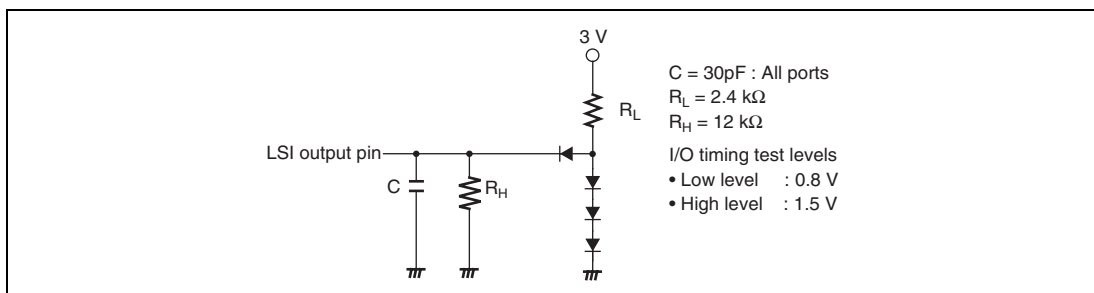 3 V
C = 30pF : All ports
R_L = 2.4 kΩ
R_L
R_H = 12 kΩ
LSI output pin
I/O timing test levels
C
R_H
• Low level : 0.8 V
• High level : 1.5 V